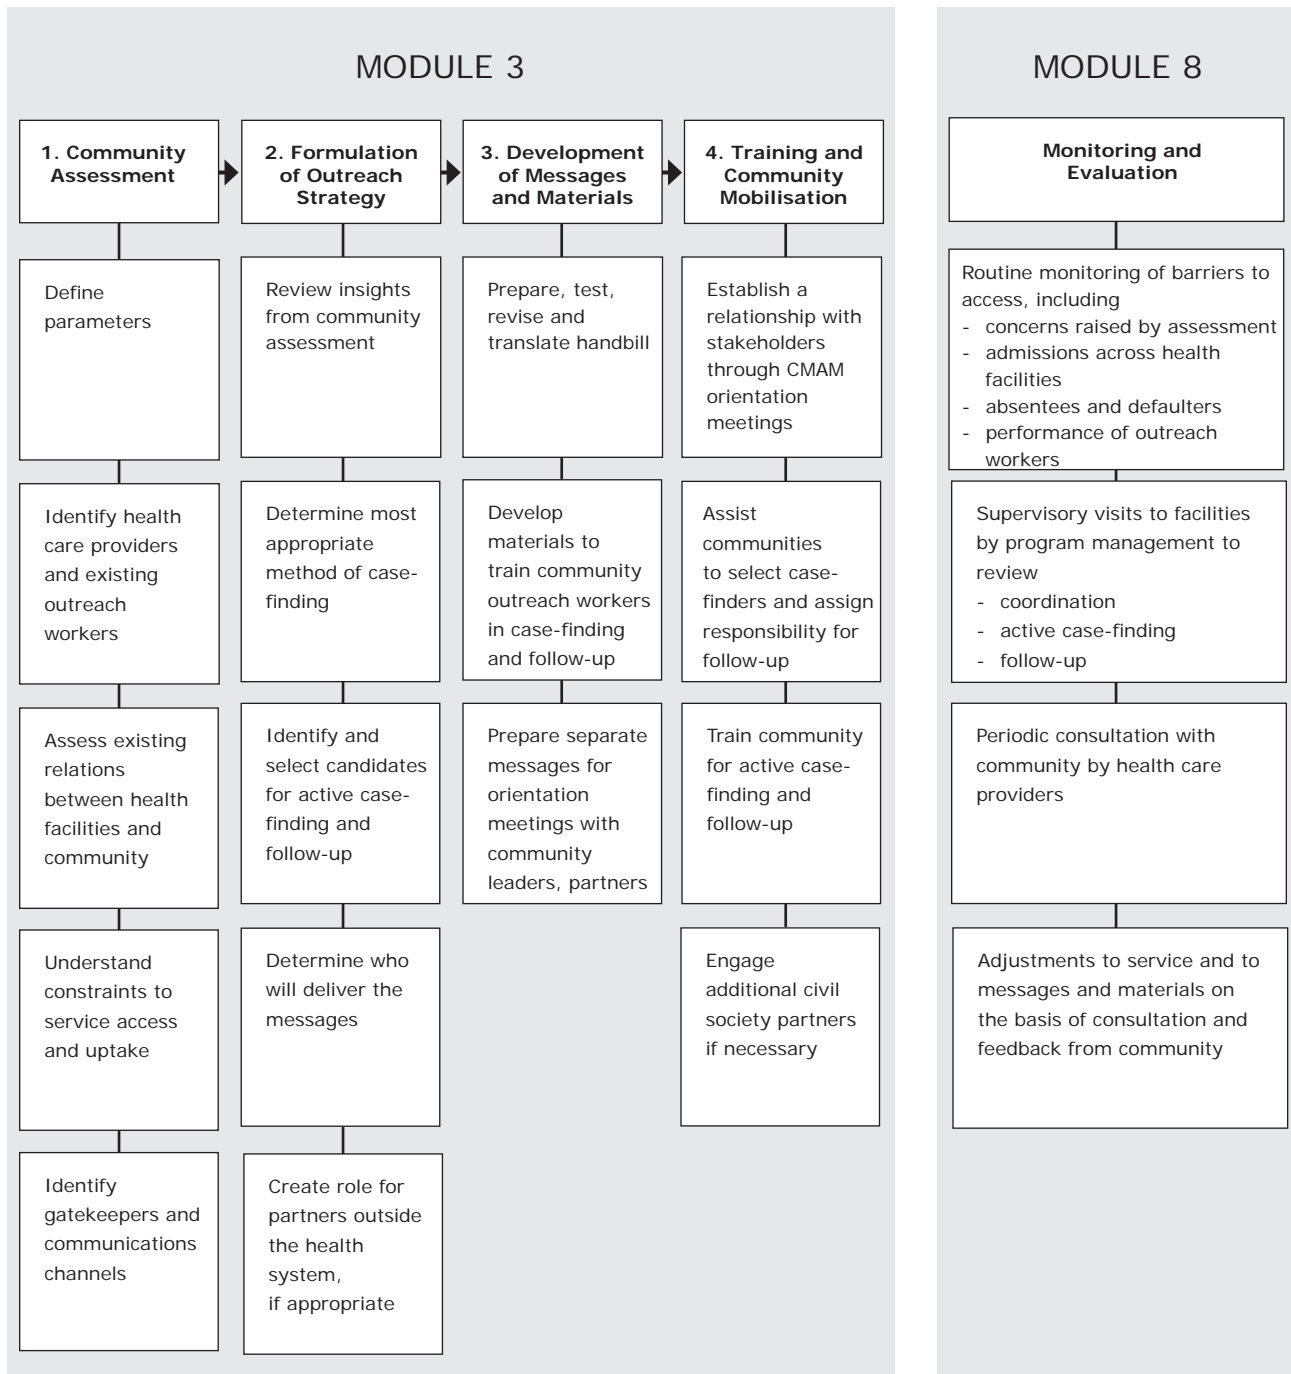 MODULE 3
1. Community
Assessment
Define
parameters
Identify health
care providers
and existing
outreach
workers
Assess existing
relations
between health
facilities and
community
Understand
constraints to
service access
and uptake
Identify
gatekeepers and
communications
channels
2. Formulation
of Outreach
Strategy
Review insights
from community
assessment
Determine most
appropriate
method of case-
finding
Identify and
select candidates
for active case-
finding and
follow-up
Determine who
will deliver the
messages
Create role for
partners outside
the health
system,
if appropriate
3. Development
of Messages
and Materials
Prepare, test,
revise and
translate handbill
Develop
materials to
train community
outreach workers
in case-finding
and follow-up
Prepare separate
messages for
orientation
meetings with
community
leaders, partners
4. Training and
Community
Mobilisation
Establish a
relationship with
stakeholders
through CMAM
orientation
meetings
Assist
communities
to select case-
finders and assign
responsibility for
follow-up
Train community
for active case-
finding and
follow-up
Engage
additional civil
society partners
if necessary
MODULE 8
Monitoring and
Evaluation
Routine monitoring of barriers to
access, including
- concerns raised by assessment
- admissions across health
facilities
- absentees and defaulters
- performance of outreach
workers
Supervisory visits to facilities
by program management to
review
- coordination
- active case-finding
- follow-up
Periodic consultation with
community by health care
providers
Adjustments to service and to
messages and materials on
the basis of consultation and
feedback from community